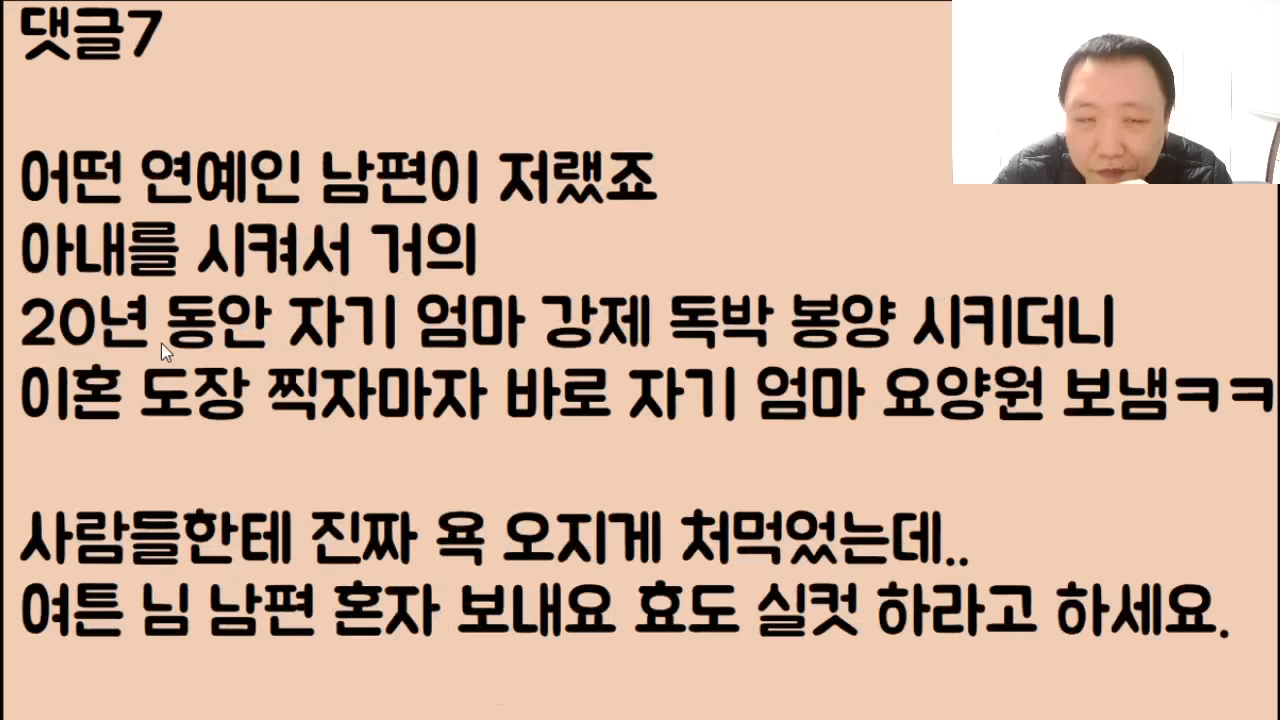 댓글7
어떤 연예인 남편이 저랬죠
아내를 시켜서 거의
20년 동안 자기 엄마 강제 독박 봉양 시키더니
이혼 도장 찍자마자 바로 자기 엄마 요양원 보냄ㅋㅋ
사람들한테 진짜 욕 오지게 처먹었는데..
여튼 님 남편 혼자 보내요 효도 실컷 하라고 하세요.